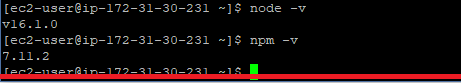 [ec2-user@ip-172-31-30-231 ~]$ node -v
v16.1.0
[ec2-user@ip-172-31-30-231 ~]$ npm -v
7.11.2
[ec2-user@ip-172-31-30-231 ~]$